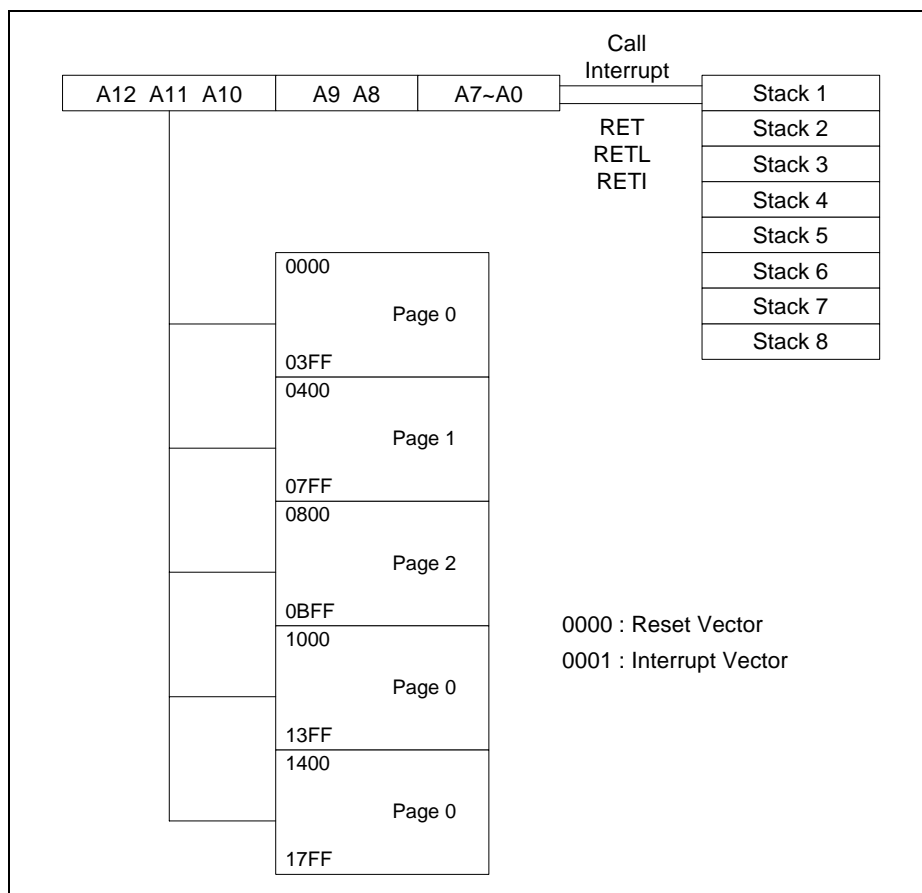 Call
Interrupt
A12 A11 A10
A9 A8
A7~A0
RET
RETL
RETI
Stack 1
Stack 2
Stack 3
Stack 4
Stack 5
Stack 6
Stack 7
Stack 8
0000
Page 0
03FF
0400
Page 1
07FF
0800
Page 2
0BFF
1000
Page 0
13FF
1400
Page 0
17FF
0000 : Reset Vector
0001 : Interrupt Vector